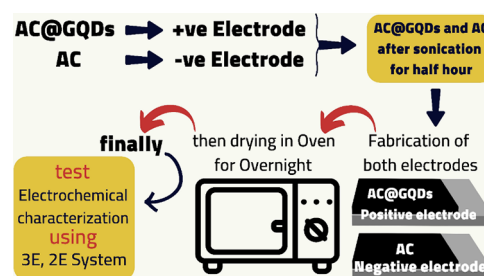 AC@GQDs +ve Electrode
AC -ve Electrode
AC@GQDs and AC
after sonication
for half hour
finally
then drying in Oven
for Overnight
Fabrication of
both electrodes
AC@GQDs
Positive electrode
AC
Negative electrode
test
Electrochemical
characterization
using
3E, 2E System